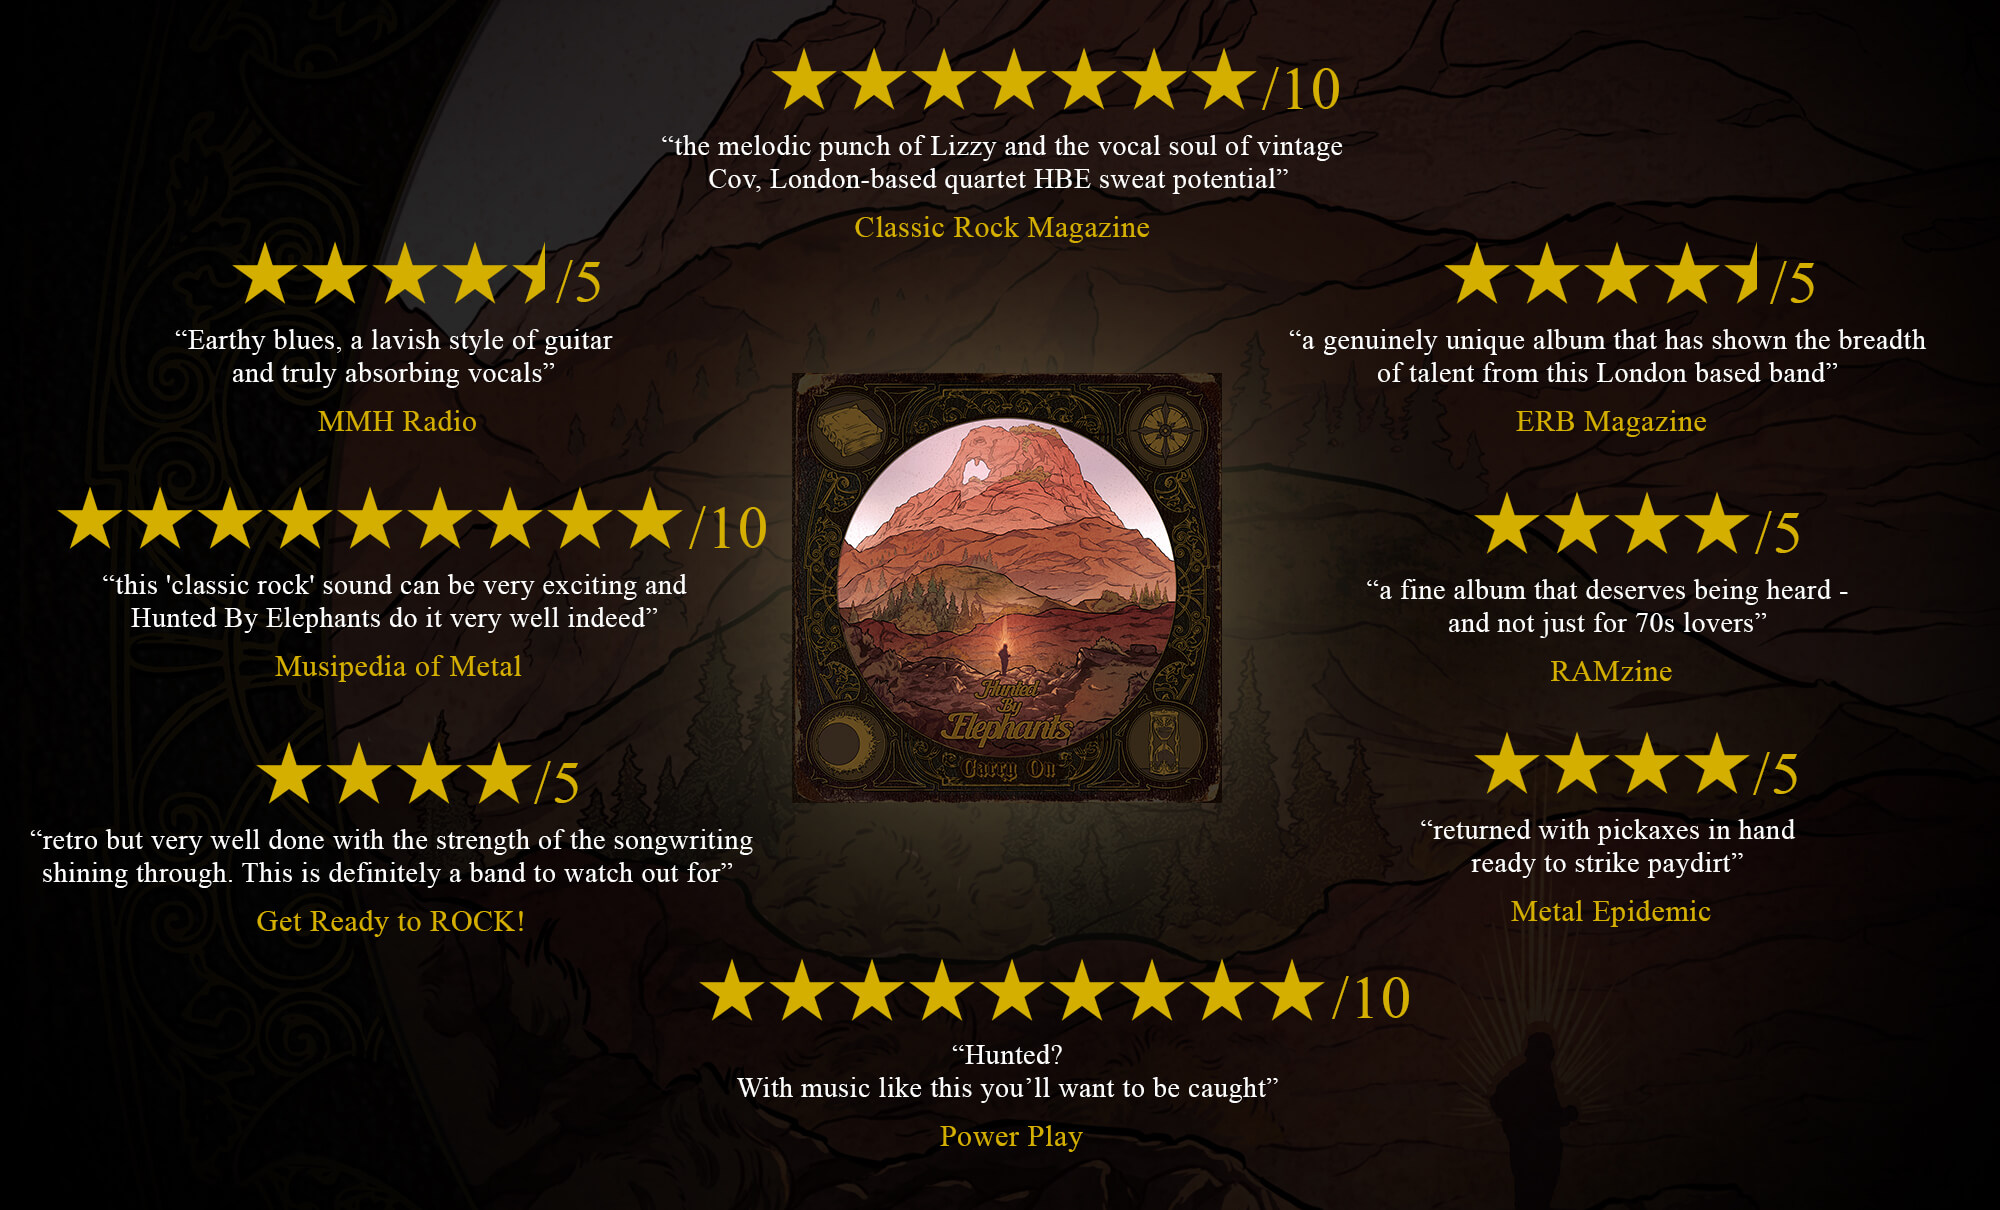 ★★★★★★★/10
“the melodic punch of Lizzy and the vocal soul of vintage
Cov, London-based quartet HBE sweat potential”
Classic Rock Magazine
★★★★⯨/5
“Earthy blues, a lavish style of guitar
and truly absorbing vocals”
MMH Radio
★★★★⯨/5
“a genuinely unique album that has shown the breadth
of talent from this London based band”
ERB Magazine
★★★★★★★★★/10
“this 'classic rock' sound can be very exciting and
Hunted By Elephants do it very well indeed”
Musipedia of Metal
★★★★/5
“a fine album that deserves being heard -
and not just for 70s lovers”
RAMzine
Hunted
By
Elephants
Carry On
★★★★/5
“retro but very well done with the strength of the songwriting
shining through. This is definitely a band to watch out for”
Get Ready to ROCK!
★★★★/5
“returned with pickaxes in hand
ready to strike paydirt”
Metal Epidemic
★★★★★★★★★/10
“Hunted?
With music like this you’ll want to be caught”
Power Play